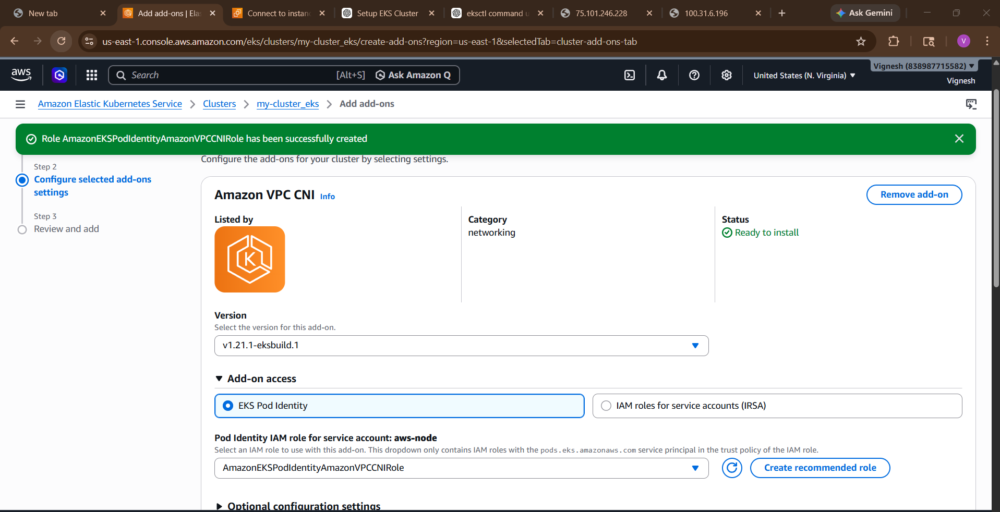 New tab
Add add-ons | Elas
Connect to instanc
Setup EKS Cluster
eksctl command u
75.101.246.228
100.31.6.196
Ask Gemini
us-east-1.console.aws.amazon.com/eks/clusters/my-cluster_eks/create-add-ons?region=us-east-1&selectedTab=cluster-add-ons-tab
V
aws
Search
[Alt+S]
Ask Amazon Q
United States (N. Virginia)
Vignesh (838987715582)
Vignesh
Amazon Elastic Kubernetes Service
Clusters
my-cluster_eks
Add add-ons
Role AmazonEKSPodIdentityAmazonVPCCNIRole has been successfully created
Configure the add-ons for your cluster by selecting settings.
Step 2
Configure selected add-ons
settings
Step 3
Review and add
Amazon VPC CNI Info
Remove add-on
Listed by
K
Category
networking
Status
Ready to install
Version
Select the version for this add-on.
v1.21.1-eksbuild.1
Add-on access
EKS Pod Identity
IAM roles for service accounts (IRSA)
Pod Identity IAM role for service account: aws-node
Select an IAM role to use with this add-on. This dropdown only contains IAM roles with the pods.eks.amazonaws.com service principal in the trust policy of the IAM role.
AmazonEKSPodIdentityAmazonVPCCNIRole
Create recommended role
Optional configuration settings